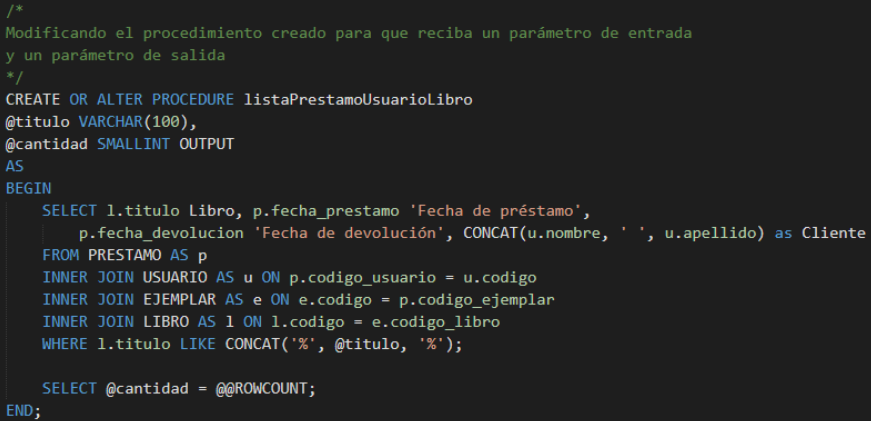 /*
Modificando el procedimiento creado para que reciba un parámetro de entrada
y un parámetro de salida
*/
CREATE OR ALTER PROCEDURE listaPrestamoUsuarioLibro
@titulo VARCHAR(100),
@cantidad SMALLINT OUTPUT
AS
BEGIN
    SELECT l.titulo Libro, p.fecha_prestamo 'Fecha de préstamo',
        p.fecha_devolucion 'Fecha de devolución', CONCAT(u.nombre, ' ', u.apellido) as Cliente
    FROM PRESTAMO AS p
    INNER JOIN USUARIO AS u ON p.codigo_usuario = u.codigo
    INNER JOIN EJEMPLAR AS e ON e.codigo = p.codigo_ejemplar
    INNER JOIN LIBRO AS l ON l.codigo = e.codigo_libro
    WHERE l.titulo LIKE CONCAT('%', @titulo, '%');
    SELECT @cantidad = @@ROWCOUNT;
END;